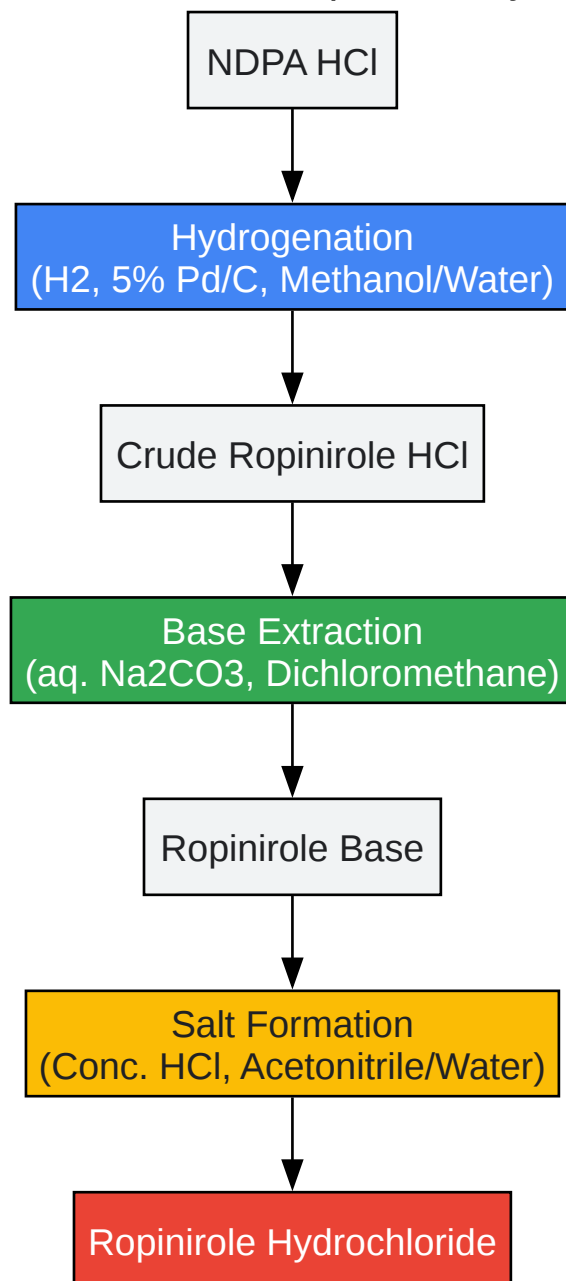 NDPA HCl
Hydrogenation
(H2, 5% Pd/C, Methanol/Water)
Crude Ropinirole HCl
Base Extraction
(aq. Na2CO3, Dichloromethane)
Ropinirole Base
Salt Formation
(Conc. HCl, Acetonitrile/Water)
Ropinirole Hydrochloride